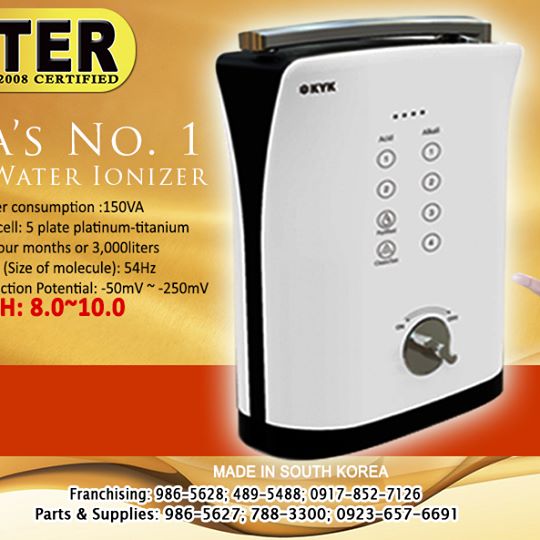 TER
2008 CERTIFIED
A'S NO. 1
WATER IONIZER
er consumption :150VA
cell: 5 plate platinum-titanium
our months or 3,000liters
(Size of molecule): 54Hz
ction Potential: -50mV ~ -250mV
H: 8.0~10.0
KYK
Acid Alkali
1 1
2 2
Purified 3
4
ON OFF
MADE IN SOUTH KOREA
Franchising: 986-5628; 489-5488; 0917-852-7126
Parts & Supplies: 986-5627; 788-3300; 0923-657-6691